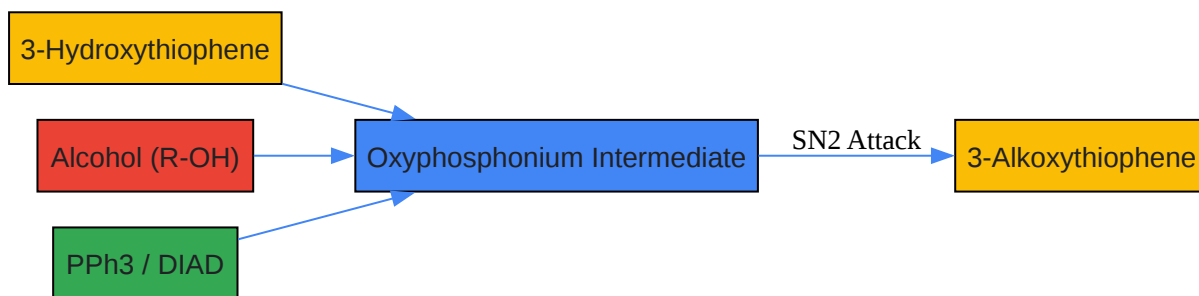 3-Hydroxythiophene
Alcohol (R-OH)
PPh3 / DIAD
Oxyphosphonium Intermediate
SN2 Attack
3-Alkoxythiophene